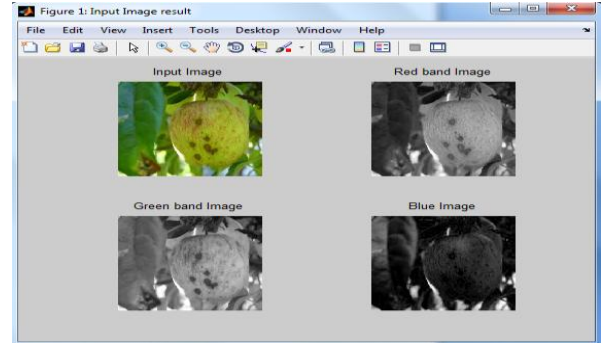 Figure 1: Input Image result
File Edit View Insert Tools Desktop Window Help
Input Image
Red band Image
Green band Image
Blue Image